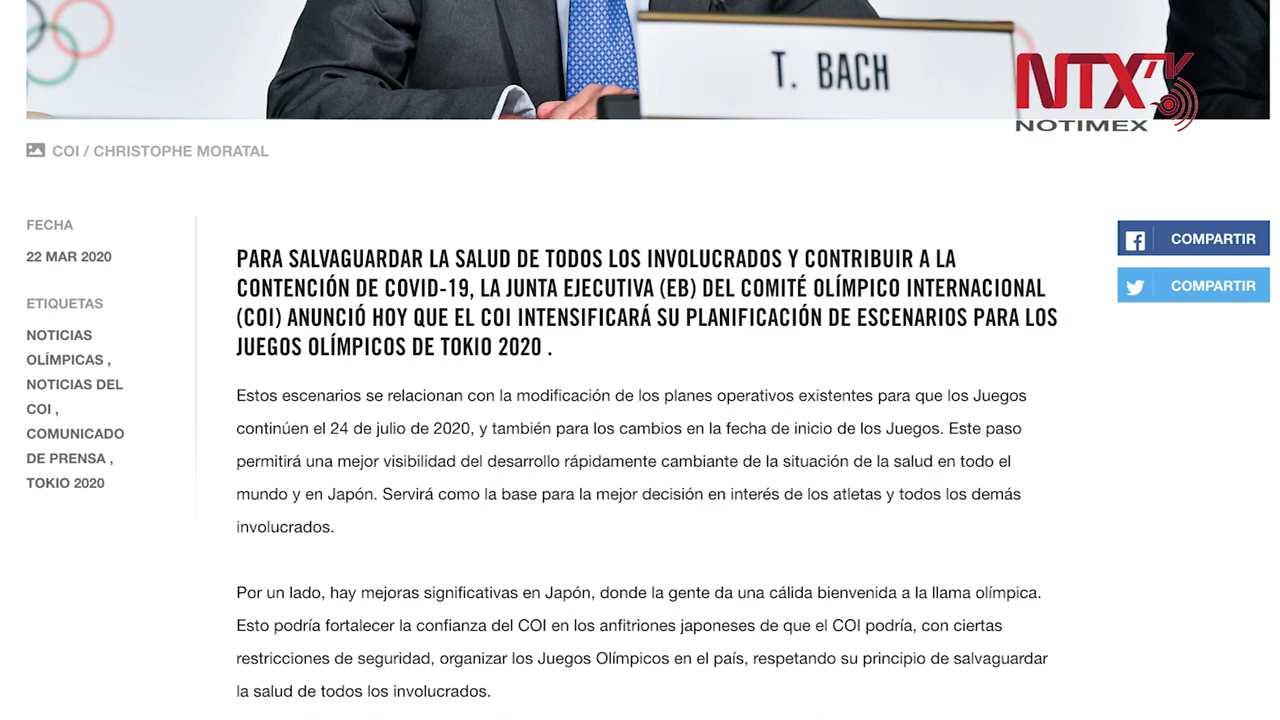 T. BACH
NTX TV
NOTIMEX
COI / CHRISTOPHE MORATAL
FECHA
22 MAR 2020
ETIQUETAS
NOTICIAS
OLÍMPICAS ,
NOTICIAS DEL
COI ,
COMUNICADO
DE PRENSA ,
TOKIO 2020
PARA SALVAGUARDAR LA SALUD DE TODOS LOS INVOLUCRADOS Y CONTRIBUIR A LA
CONTENCIÓN DE COVID-19, LA JUNTA EJECUTIVA (EB) DEL COMITÉ OLÍMPICO INTERNACIONAL
(COI) ANUNCIÓ HOY QUE EL COI INTENSIFICARÁ SU PLANIFICACIÓN DE ESCENARIOS PARA LOS
JUEGOS OLÍMPICOS DE TOKIO 2020 .
Estos escenarios se relacionan con la modificación de los planes operativos existentes para que los Juegos
continúen el 24 de julio de 2020, y también para los cambios en la fecha de inicio de los Juegos. Este paso
permitirá una mejor visibilidad del desarrollo rápidamente cambiante de la situación de la salud en todo el
mundo y en Japón. Servirá como la base para la mejor decisión en interés de los atletas y todos los demás
involucrados.
Por un lado, hay mejoras significativas en Japón, donde la gente da una cálida bienvenida a la llama olímpica.
Esto podría fortalecer la confianza del COI en los anfitriones japoneses de que el COI podría, con ciertas
restricciones de seguridad, organizar los Juegos Olímpicos en el país, respetando su principio de salvaguardar
la salud de todos los involucrados.
COMPARTIR
COMPARTIR